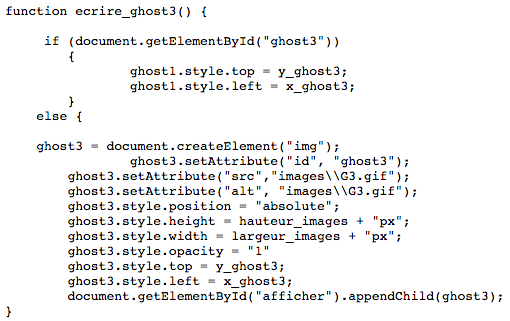 function ecrire_ghost3() {
if (document.getElementById("ghost3"))
{
ghost1.style.top = y_ghost3;
ghost1.style.left = x_ghost3;
}
else {
ghost3 = document.createElement("img");
ghost3.setAttribute("id", "ghost3");
ghost3.setAttribute("src","images\\G3.gif");
ghost3.setAttribute("alt", "images\\G3.gif");
ghost3.style.position = "absolute";
ghost3.style.height = hauteur_images + "px";
ghost3.style.width = largeur_images + "px";
ghost3.style.opacity = "1"
ghost3.style.top = y_ghost3;
ghost3.style.left = x_ghost3;
document.getElementById("afficher").appendChild(ghost3);
}